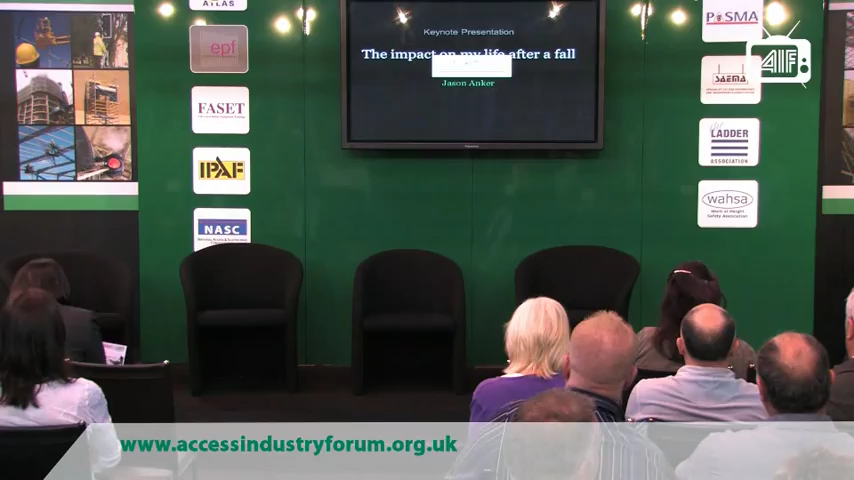 ATLAS
epf
FASET
IPAF
NASC
Keynote Presentation
The impact on my life after a fall
Jason Anker
PASMA
SAEMA
LADDER
ASSOCIATION
wahsa
Work at Height
Safety Association
AIF
www.accessindustryforum.org.uk